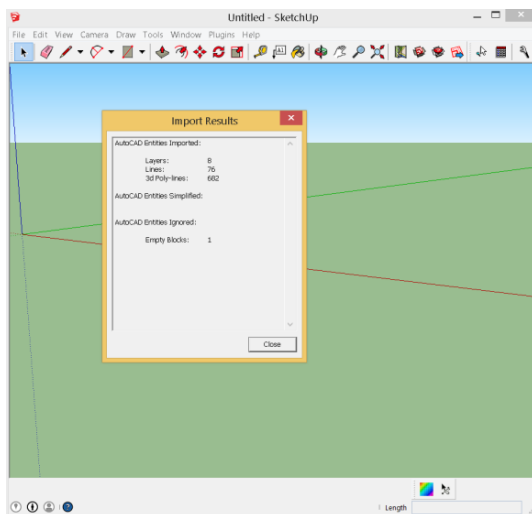 Untitled - SketchUp
File Edit View Camera Draw Tools Window Plugins Help
Import Results
AutoCAD Entities Imported:
Layers: 8
Lines: 76
3d Poly-lines: 682
AutoCAD Entities Simplified:
AutoCAD Entities Ignored:
Empty Blocks: 1
Close
Length